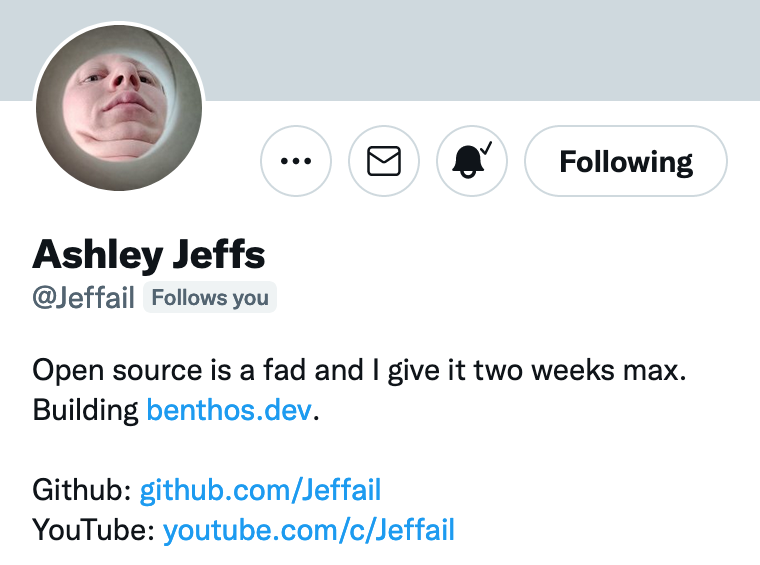 Following
Ashley Jeffs
@Jeffail Follows you
Open source is a fad and I give it two weeks max.
Building benthos.dev.
Github: github.com/Jeffail
YouTube: youtube.com/c/Jeffail